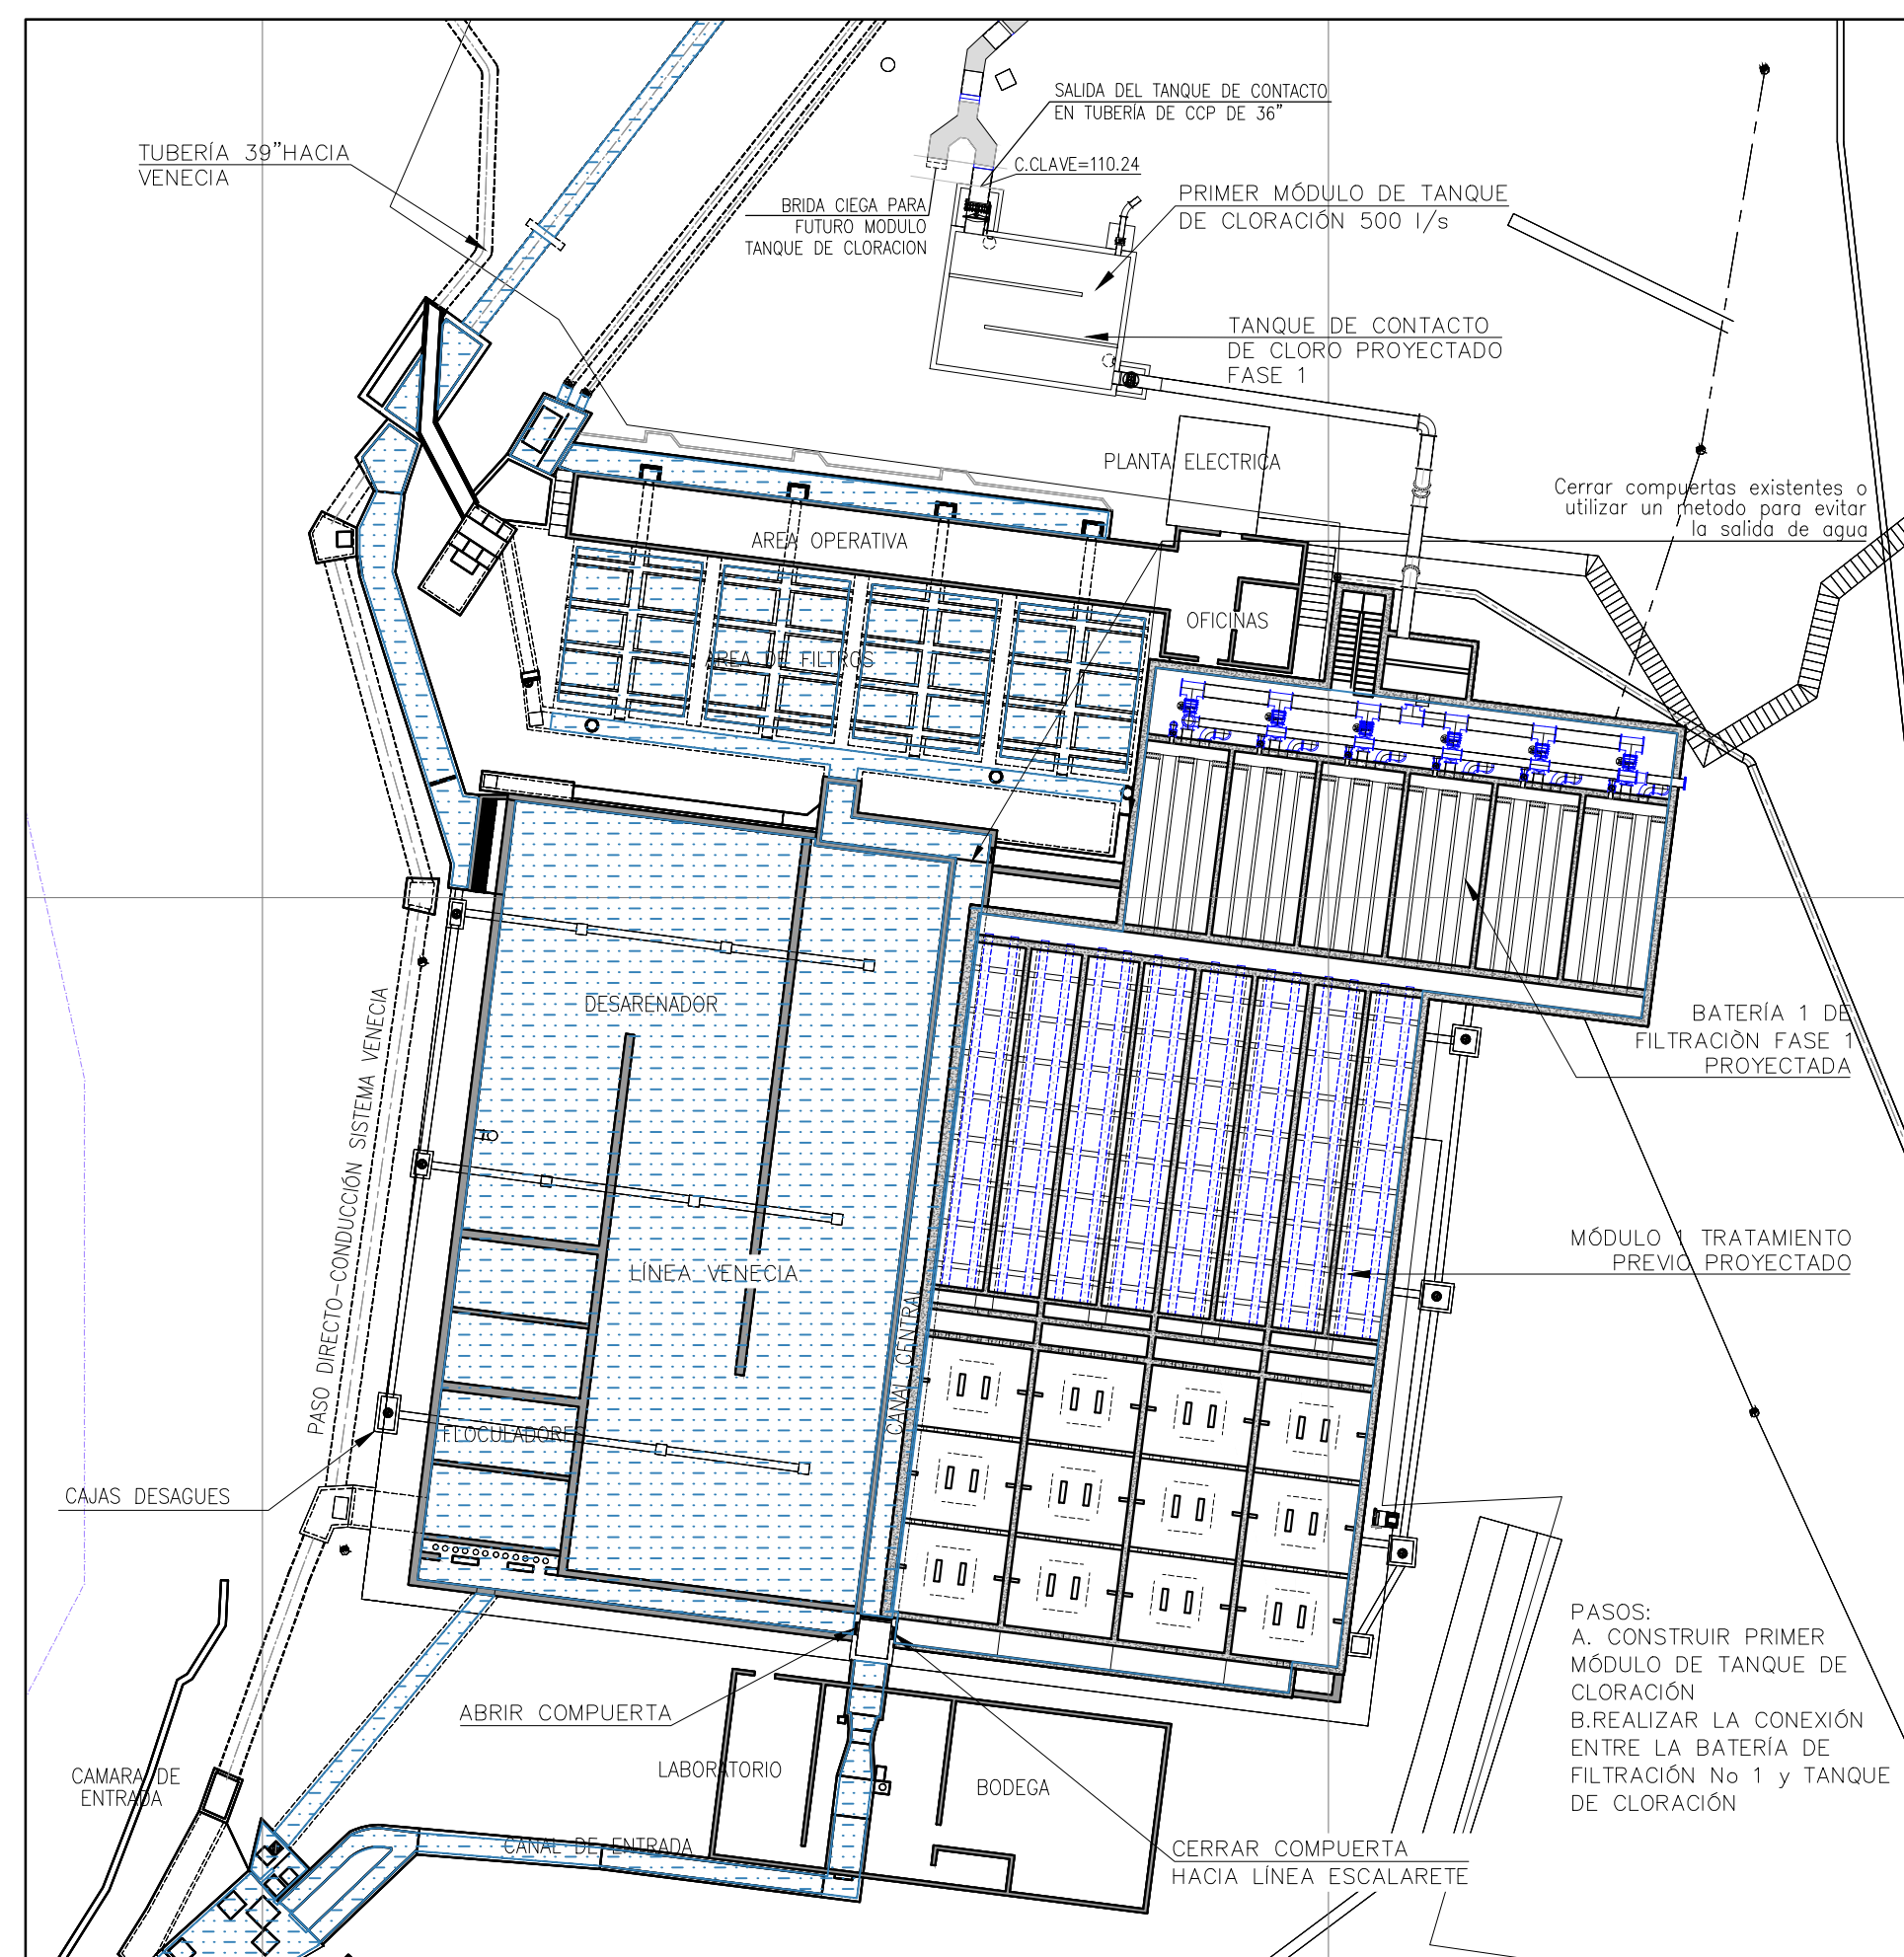 SALIDA DEL TANQUE DE CONTACTO
EN TUBERÍA DE CCP DE 36"
TUBERÍA 39"HACIA
VENECIA
C.CLAVE=110.24
BRIDA CIEGA PARA
FUTURO MODULO
TANQUE DE CLORACION
PRIMER MÓDULO DE TANQUE
DE CLORACIÓN 500 l/s
TANQUE DE CONTACTO
DE CLORO PROYECTADO
FASE 1
PLANTA ELECTRICA
Cerrar compuertas existentes o
utilizar un metodo para evitar
la salida de agua
AREA OPERATIVA
OFICINAS
AREA DE FILTROS
DESARENADOR
BATERÍA 1 DE
FILTRACIÒN FASE 1
PROYECTADA
PASO DIRECTO-CONDUCCIÓN SISTEMA VENECIA
MÓDULO 1 TRATAMIENTO
PREVIO PROYECTADO
LÍNEA VENECIA
CANAL CENTRAL
FLOCULADORES
CAJAS DESAGUES
PASOS:
A. CONSTRUIR PRIMER
MÓDULO DE TANQUE DE
CLORACIÓN
B.REALIZAR LA CONEXIÓN
ENTRE LA BATERÍA DE
FILTRACIÓN No 1 y TANQUE
DE CLORACIÓN
ABRIR COMPUERTA
LABORATORIO
BODEGA
CAMARA DE
ENTRADA
CANAL DE ENTRADA
CERRAR COMPUERTA
HACIA LÍNEA ESCALARETE